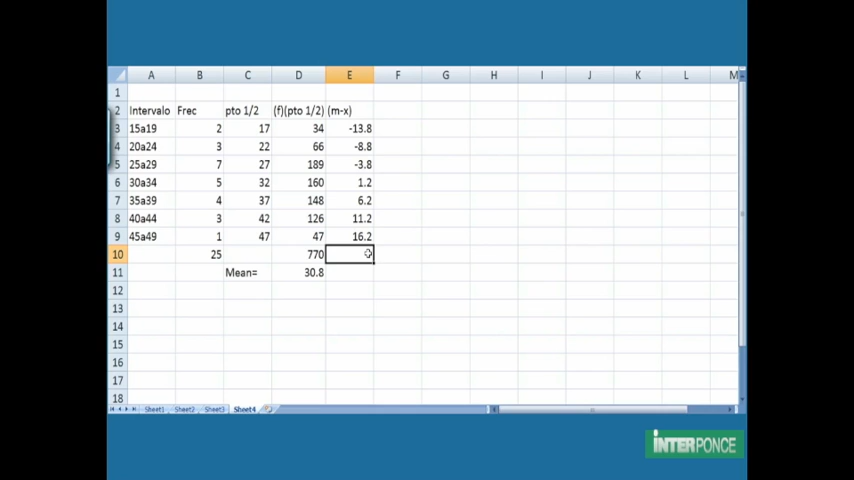 A B C D E F G H I J K L M
1
2 Intervalo Frec pto 1/2 (f)(pto 1/2) (m-x)
3 15a19 2 17 34 -13.8
4 20a24 3 22 66 -8.8
5 25a29 7 27 189 -3.8
6 30a34 5 32 160 1.2
7 35a39 4 37 148 6.2
8 40a44 3 42 126 11.2
9 45a49 1 47 47 16.2
10 25 770
11 Mean= 30.8
12
13
14
15
16
17
18
Sheet1 Sheet2 Sheet3 Sheet4
INTERPONCE